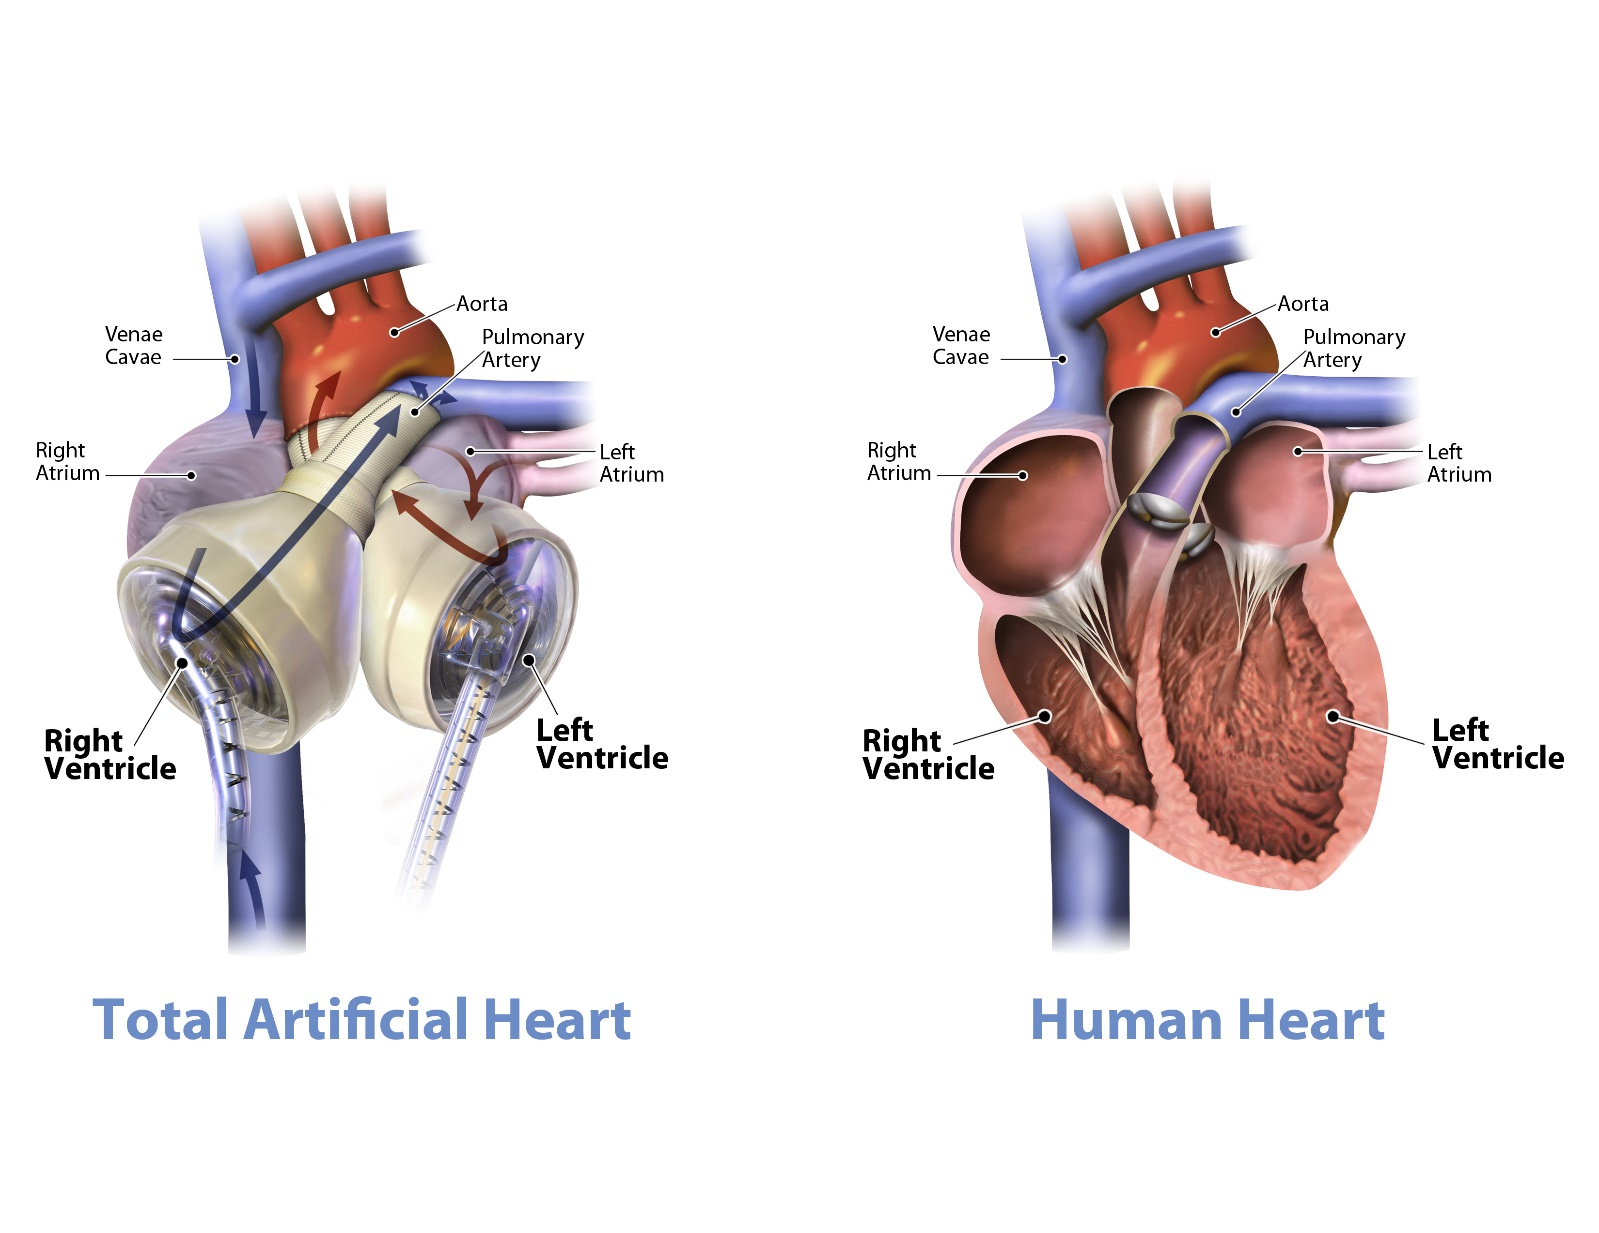 Aorta
Pulmonary
Artery
Venae
Cavae
Right
Atrium
Left
Atrium
Right
Ventricle
Left
Ventricle
Total Artificial Heart
Aorta
Pulmonary
Artery
Venae
Cavae
Right
Atrium
Left
Atrium
Right
Ventricle
Left
Ventricle
Human Heart